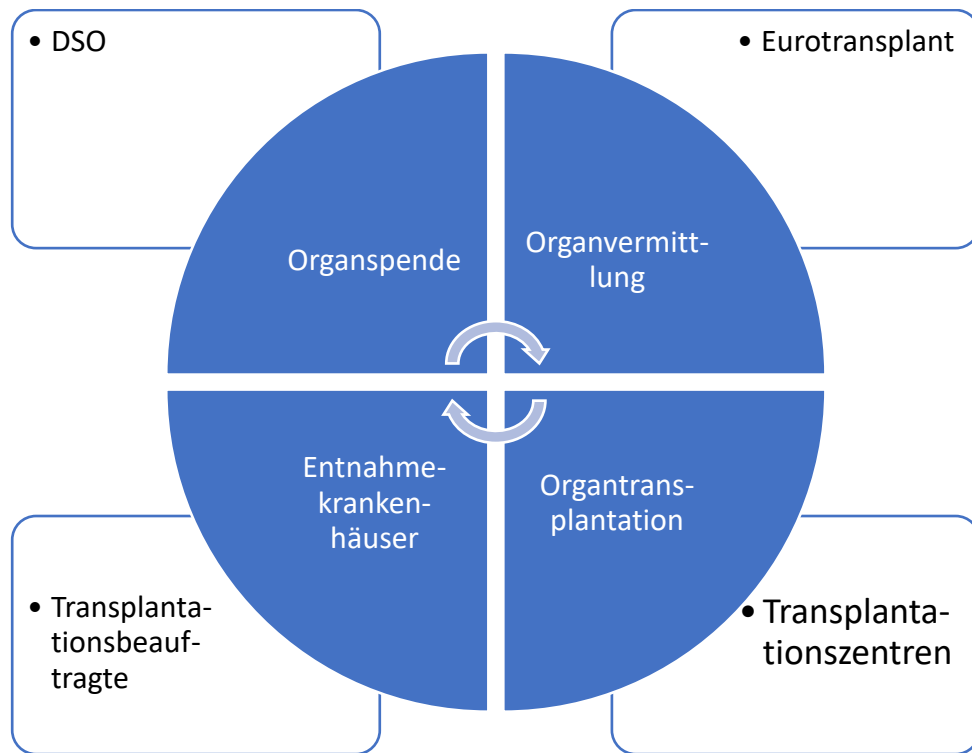 • DSO
• Eurotransplant
Organspende
Organvermitt-
lung
Entnahme-
kranken-
häuser
Organtrans-
plantation
• Transplanta-
tionsbeauf-
tragte
• Transplanta-
tionszentren